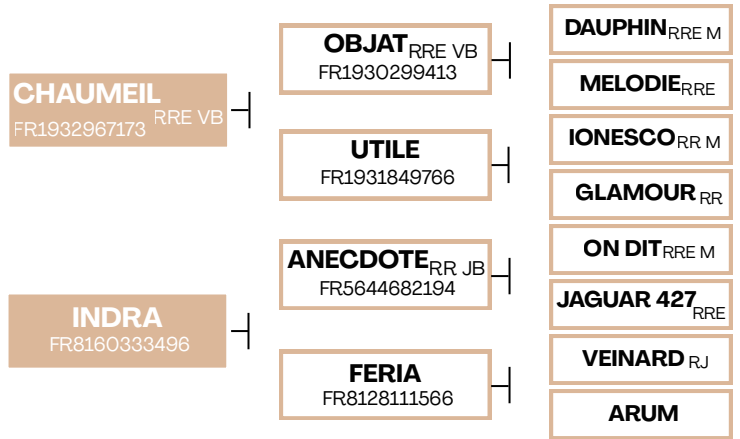 CHAUMEIL RRE VB
FR1932967173
OBJAT RRE VB
FR1930299413
UTILE
FR1931849766
DAUPHIN RRE M
MELODIE RRE
IONESCO RR M
GLAMOUR RR
INDRA
FR8160333496
ANECDOTE RR JB
FR5644682194
FERIA
FR8128111566
ON DIT RRE M
JAGUAR 427 RRE
VEINARD RJ
ARUM